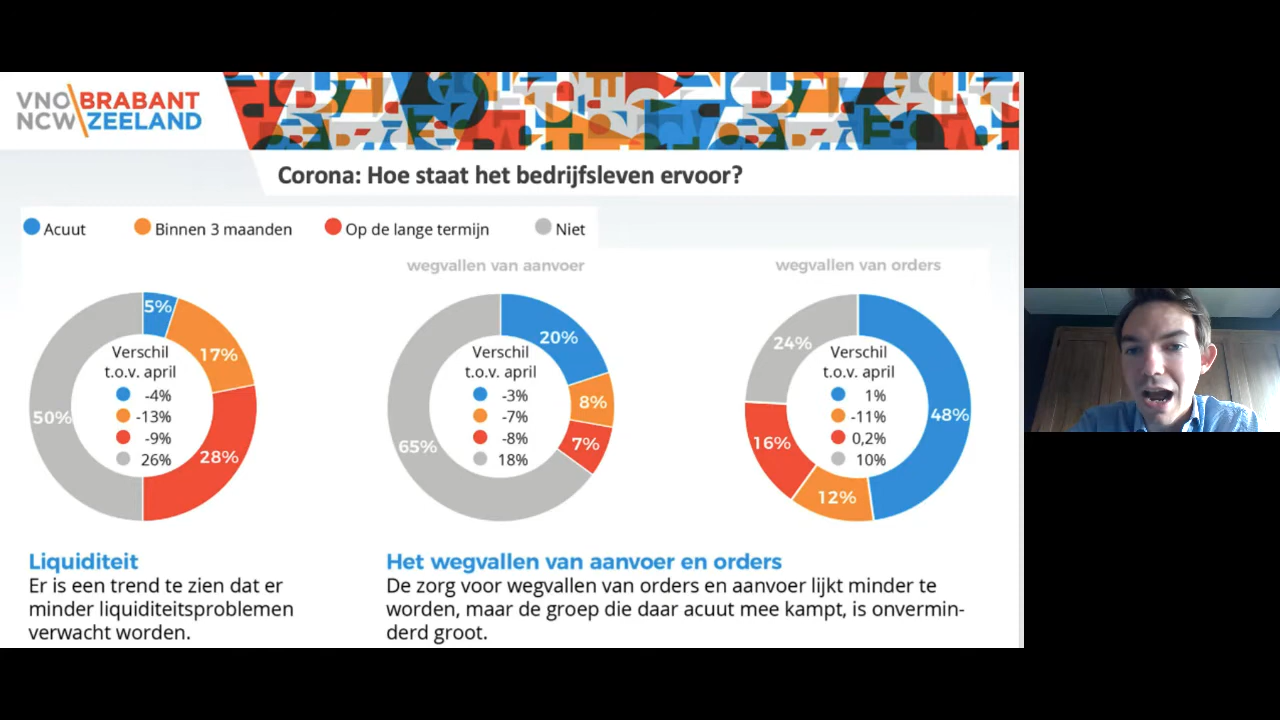 VNO BRABANT
NCW ZEELAND
Corona: Hoe staat het bedrijfsleven ervoor?
Acuut
Binnen 3 maanden
Op de lange termijn
Niet
5%
17%
28%
50%
Verschil
t.o.v. april
-4%
-13%
-9%
26%
wegvallen van aanvoer
20%
8%
7%
65%
Verschil
t.o.v. april
-3%
-7%
-8%
18%
wegvallen van orders
48%
12%
16%
24%
Verschil
t.o.v. april
1%
-11%
0,2%
10%
Liquiditeit
Er is een trend te zien dat er
minder liquiditeitsproblemen
verwacht worden.
Het wegvallen van aanvoer en orders
De zorg voor wegvallen van orders en aanvoer lijkt minder te
worden, maar de groep die daar acuut mee kampt, is onvermin-
derd groot.